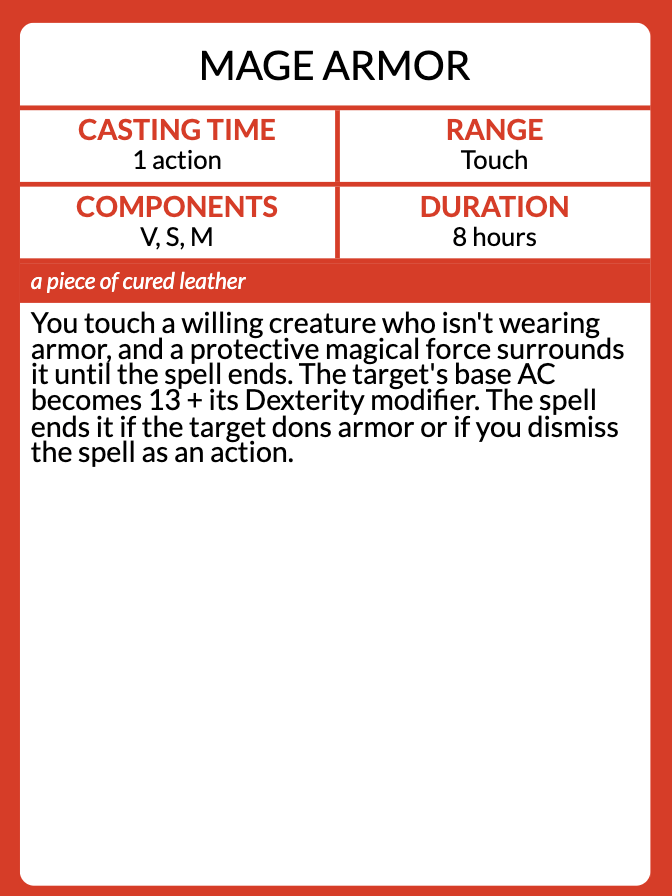 MAGE ARMOR
CASTING TIME
1 action
RANGE
Touch
COMPONENTS
V, S, M
DURATION
8 hours
a piece of cured leather
You touch a willing creature who isn't wearing
armor, and a protective magical force surrounds
it until the spell ends. The target's base AC
becomes 13 + its Dexterity modifier. The spell
ends it if the target dons armor or if you dismiss
the spell as an action.